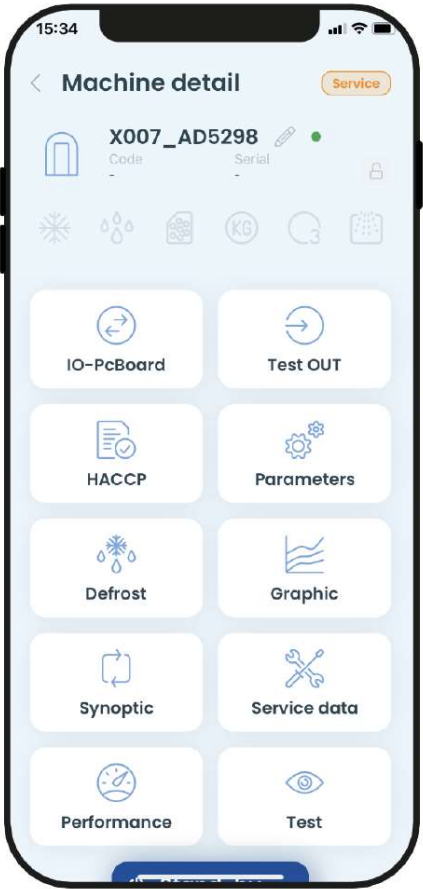 15:34
Machine detail
Service
X007_AD5298
Code Serial
- -
KG
3
IO-PcBoard Test OUT
HACCP Parameters
Defrost Graphic
Synoptic Service data
Performance Test